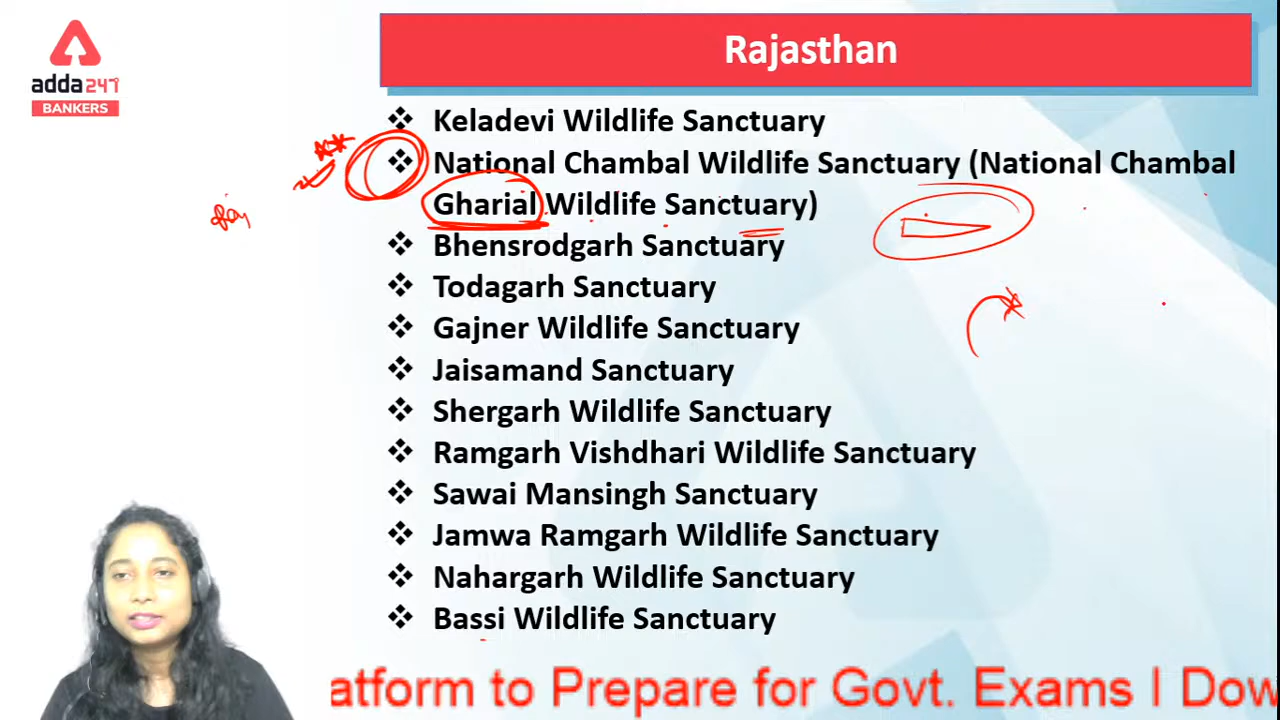 adda247
BANKERS
Rajasthan
Keladevi Wildlife Sanctuary
National Chambal Wildlife Sanctuary (National Chambal
Gharial Wildlife Sanctuary)
Bhensrodgarh Sanctuary
Todagarh Sanctuary
Gajner Wildlife Sanctuary
Jaisamand Sanctuary
Shergarh Wildlife Sanctuary
Ramgarh Vishdhari Wildlife Sanctuary
Sawai Mansingh Sanctuary
Jamwa Ramgarh Wildlife Sanctuary
Nahargarh Wildlife Sanctuary
Bassi Wildlife Sanctuary
atform to Prepare for Govt. Exams I Dow